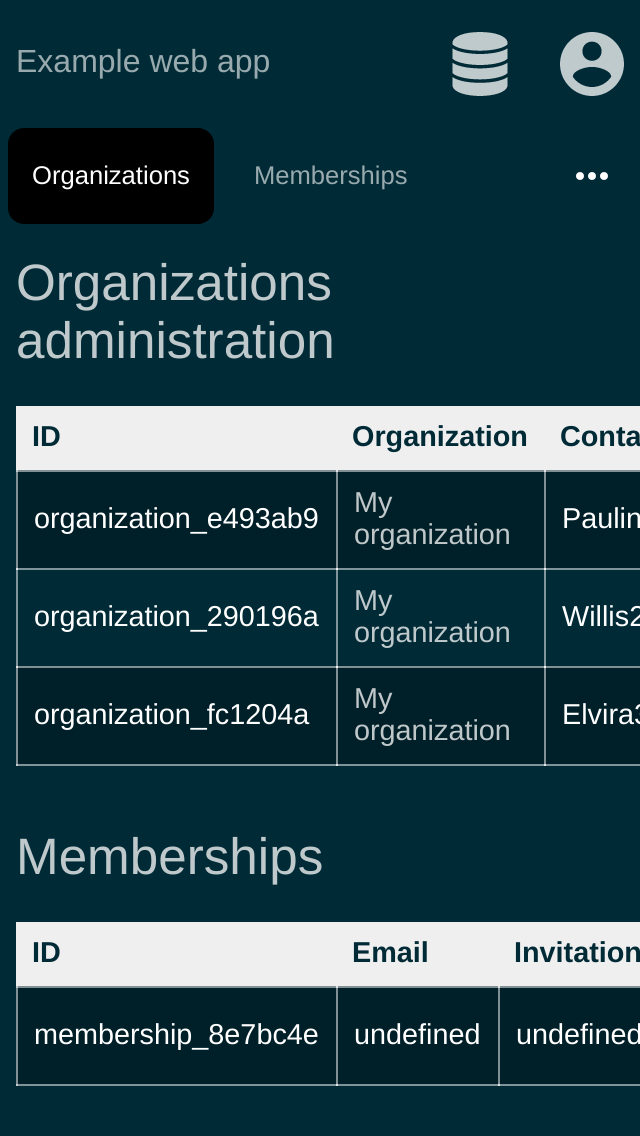 Example web app
Organizations Memberships •••
Organizations
administration
ID Organization Conta
organization_e493ab9 My organization Paulin
organization_290196a My organization Willis2
organization_fc1204a My organization Elvira3
Memberships
ID Email Invitation
membership_8e7bc4e undefined undefined